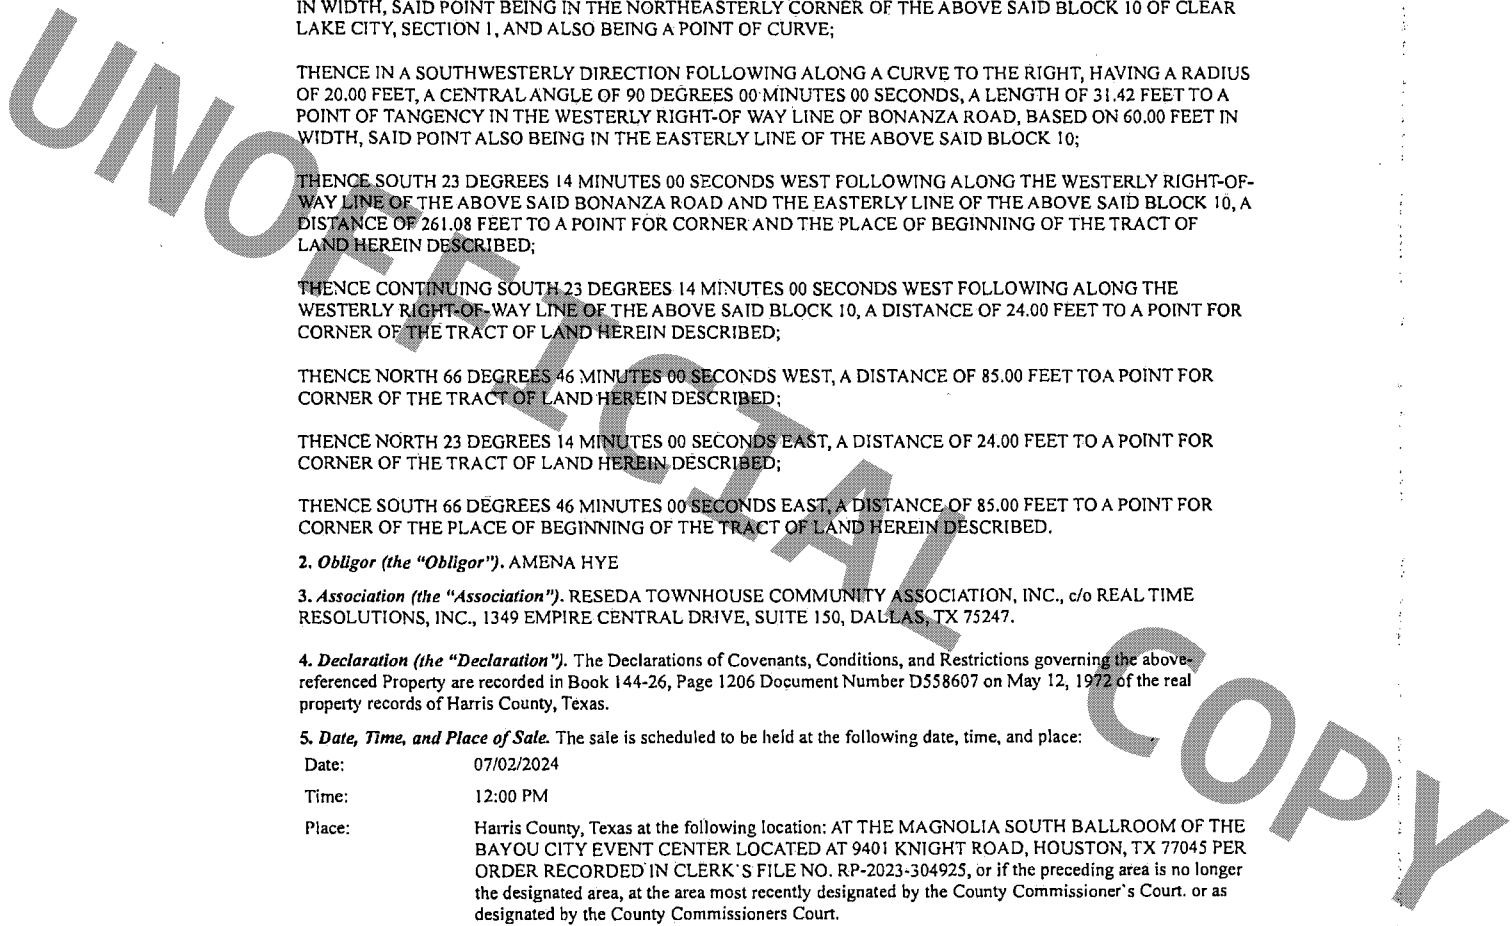 IN WIDTH, SAID POINT BEING IN THE NORTHEASTERLY CORNER OF THE ABOVE SAID BLOCK 10 OF CLEAR
LAKE CITY, SECTION 1, AND ALSO BEING A POINT OF CURVE;
THENCE IN A SOUTHWESTERLY DIRECTION FOLLOWING ALONG A CURVE TO THE RIGHT, HAVING A RADIUS
OF 20.00 FEET, A CENTRAL ANGLE OF 90 DEGREES 00 MINUTES 00 SECONDS, A LENGTH OF 31.42 FEET TO A
POINT OF TANGENCY IN THE WESTERLY RIGHT-OF WAY LINE OF BONANZA ROAD, BASED ON 60.00 FEET IN
WIDTH, SAID POINT ALSO BEING IN THE EASTERLY LINE OF THE ABOVE SAID BLOCK 10;
THENCE SOUTH 23 DEGREES 14 MINUTES 00 SECONDS WEST FOLLOWING ALONG THE WESTERLY RIGHT-OF-
WAY LINE OF THE ABOVE SAID BONANZA ROAD AND THE EASTERLY LINE OF THE ABOVE SAID BLOCK 10, A
DISTANCE OF 261.08 FEET TO A POINT FOR CORNER AND THE PLACE OF BEGINNING OF THE TRACT OF
LAND HEREIN DESCRIBED;
THENCE CONTINUING SOUTH 23 DEGREES 14 MINUTES 00 SECONDS WEST FOLLOWING ALONG THE
WESTERLY RIGHT-OF-WAY LINE OF THE ABOVE SAID BLOCK 10, A DISTANCE OF 24.00 FEET TO A POINT FOR
CORNER OF THE TRACT OF LAND HEREIN DESCRIBED;
THENCE NORTH 66 DEGREES 46 MINUTES 00 SECONDS WEST, A DISTANCE OF 85.00 FEET TOA POINT FOR
CORNER OF THE TRACT OF LAND HEREIN DESCRIBED;
THENCE NORTH 23 DEGREES 14 MINUTES 00 SECONDS EAST, A DISTANCE OF 24.00 FEET TO A POINT FOR
CORNER OF THE TRACT OF LAND HEREIN DESCRIBED;
THENCE SOUTH 66 DEGREES 46 MINUTES 00 SECONDS EAST, A DISTANCE OF 85.00 FEET TO A POINT FOR
CORNER OF THE PLACE OF BEGINNING OF THE TRACT OF LAND HEREIN DESCRIBED.
2. Obligor (the "Obligor"). AMENA HYE
3. Association (the "Association"). RESEDA TOWNHOUSE COMMUNITY ASSOCIATION, INC., c/o REAL TIME
RESOLUTIONS, INC., 1349 EMPIRE CENTRAL DRIVE, SUITE 150, DALLAS, TX 75247.
4. Declaration (the "Declaration"). The Declarations of Covenants, Conditions, and Restrictions governing the above-
referenced Property are recorded in Book 144-26, Page 1206 Document Number D558607 on May 12, 1972 of the real
property records of Harris County, Texas.
5. Date, Time, and Place of Sale. The sale is scheduled to be held at the following date, time, and place:
Date: 07/02/2024
Time: 12:00 PM
Place: Harris County, Texas at the following location: AT THE MAGNOLIA SOUTH BALLROOM OF THE
BAYOU CITY EVENT CENTER LOCATED AT 9401 KNIGHT ROAD, HOUSTON, TX 77045 PER
ORDER RECORDED IN CLERK'S FILE NO. RP-2023-304925, or if the preceding area is no longer
the designated area, at the area most recently designated by the County Commissioner's Court. or as
designated by the County Commissioners Court.
UNOFFICIAL COPY